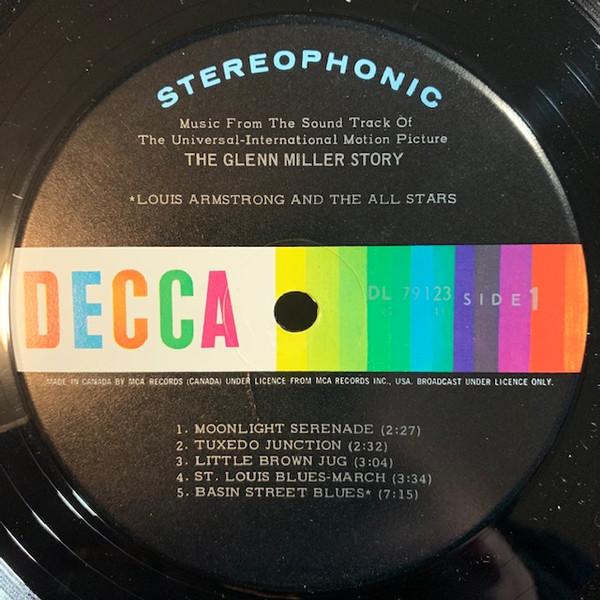 STEREOPHONIC
Music From The Sound Track Of
The Universal-International Motion Picture
THE GLENN MILLER STORY
*LOUIS ARMSTRONG AND THE ALL STARS
DECCA
DL 79123 SIDE 1
MADE IN CANADA BY MCA RECORDS (CANADA) UNDER LICENCE FROM MCA RECORDS INC., USA. BROADCAST UNDER LICENCE ONLY.
1. MOONLIGHT SERENADE (2:27)
2. TUXEDO JUNCTION (2:32)
3. LITTLE BROWN JUG (3:04)
4. ST. LOUIS BLUES-MARCH (3:34)
5. BASIN STREET BLUES* (7:15)